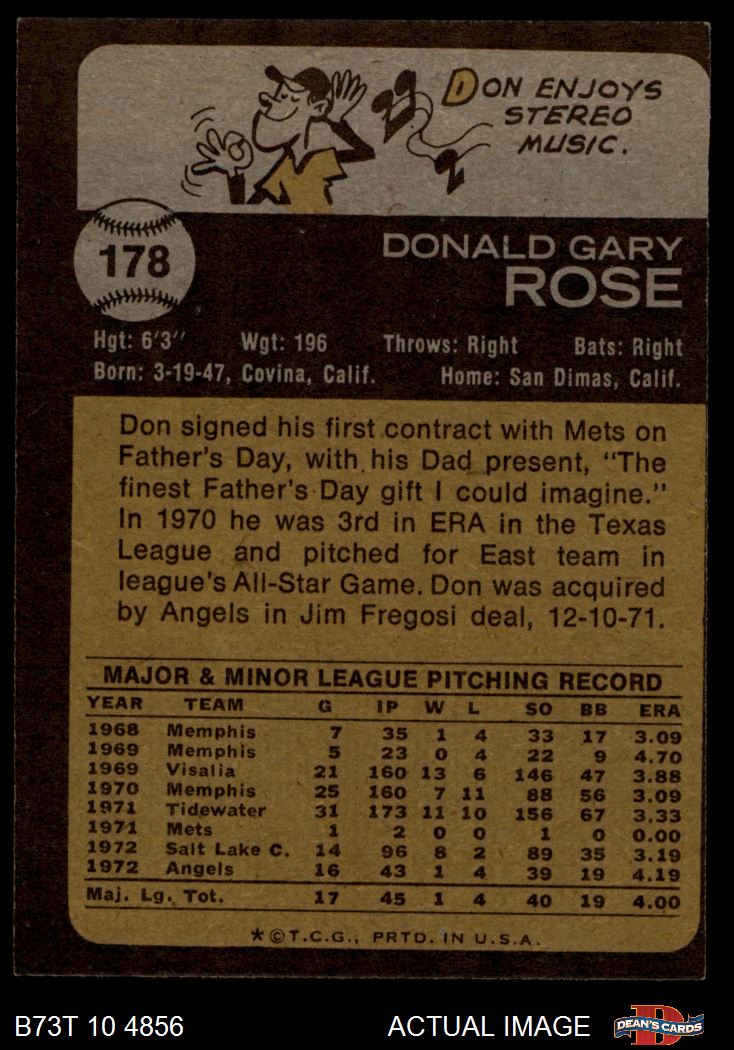 DON ENJOYS
STEREO
MUSIC.
178
DONALD GARY
ROSE
Hgt: 6'3" Wgt: 196 Throws: Right Bats: Right
Born: 3-19-47, Covina, Calif. Home: San Dimas, Calif.
Don signed his first contract with Mets on
Father's Day, with his Dad present, "The
finest Father's Day gift I could imagine."
In 1970 he was 3rd in ERA in the Texas
League and pitched for East team in
league's All-Star Game. Don was acquired
by Angels in Jim Fregosi deal, 12-10-71.
MAJOR & MINOR LEAGUE PITCHING RECORD
YEAR TEAM G IP W L SO BB ERA
1968 Memphis 7 35 1 4 33 17 3.09
1969 Memphis 5 23 0 4 22 9 4.70
1969 Visalia 21 160 13 6 146 47 3.88
1970 Memphis 25 160 7 11 88 56 3.09
1971 Tidewater 31 173 11 10 156 67 3.33
1971 Mets 1 2 0 0 1 0 0.00
1972 Salt Lake C. 14 96 8 2 89 35 3.19
1972 Angels 16 43 1 4 39 19 4.19
Maj. Lg. Tot. 17 45 1 4 40 19 4.00
*©T.C.G., PRTD. IN U.S.A.
B73T 10 4856 ACTUAL IMAGE D DEAN'S CARDS